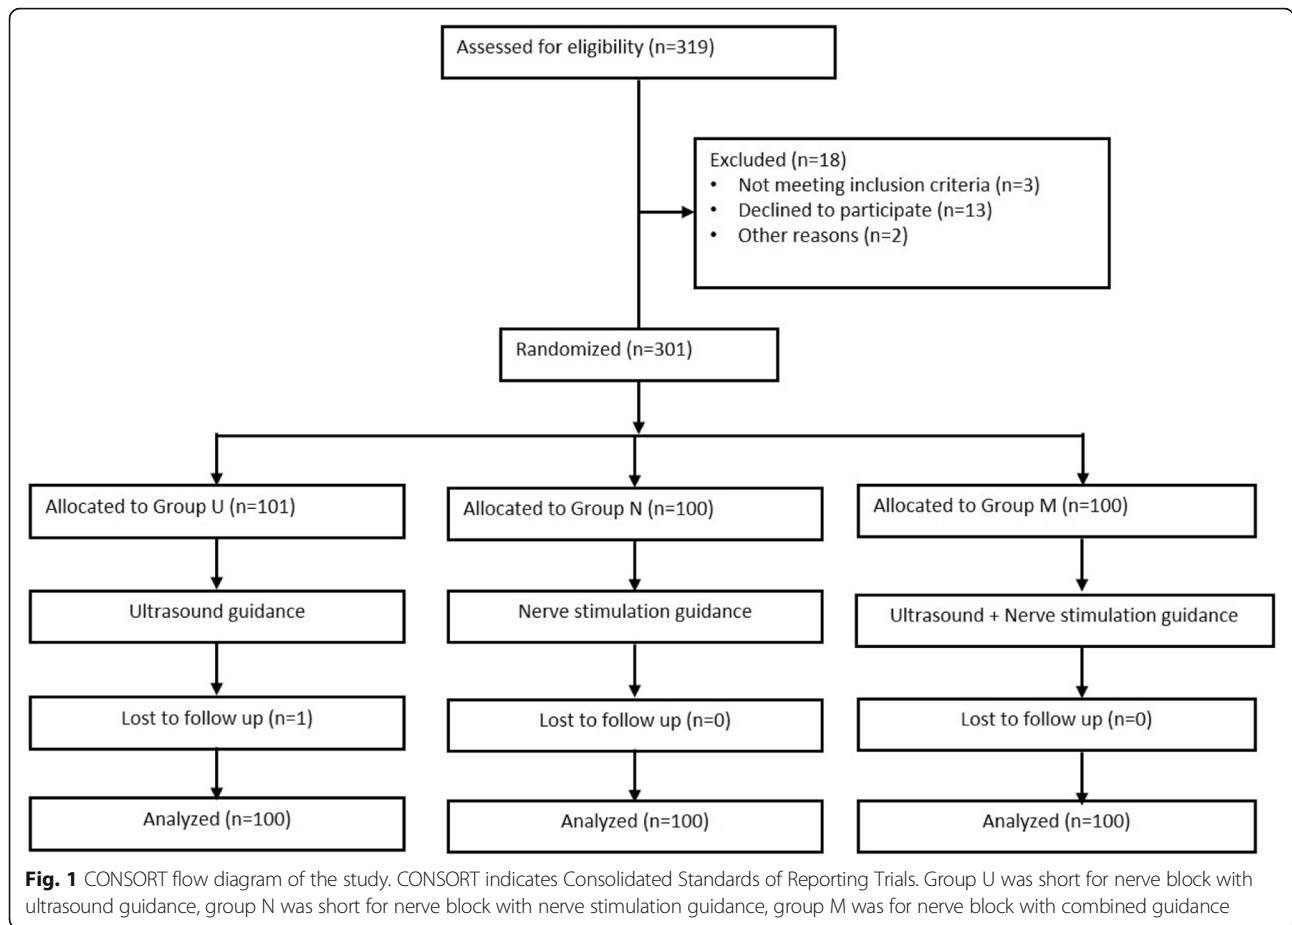 Assessed for eligibility (n=319)
Excluded (n=18)
• Not meeting inclusion criteria (n=3)
• Declined to participate (n=13)
• Other reasons (n=2)
Randomized (n=301)
Allocated to Group U (n=101)
Allocated to Group N (n=100)
Allocated to Group M (n=100)
Ultrasound guidance
Nerve stimulation guidance
Ultrasound + Nerve stimulation guidance
Lost to follow up (n=1)
Lost to follow up (n=0)
Lost to follow up (n=0)
Analyzed (n=100)
Analyzed (n=100)
Analyzed (n=100)
Fig. 1 CONSORT flow diagram of the study. CONSORT indicates Consolidated Standards of Reporting Trials. Group U was short for nerve block with
ultrasound guidance, group N was short for nerve block with nerve stimulation guidance, group M was for nerve block with combined guidance